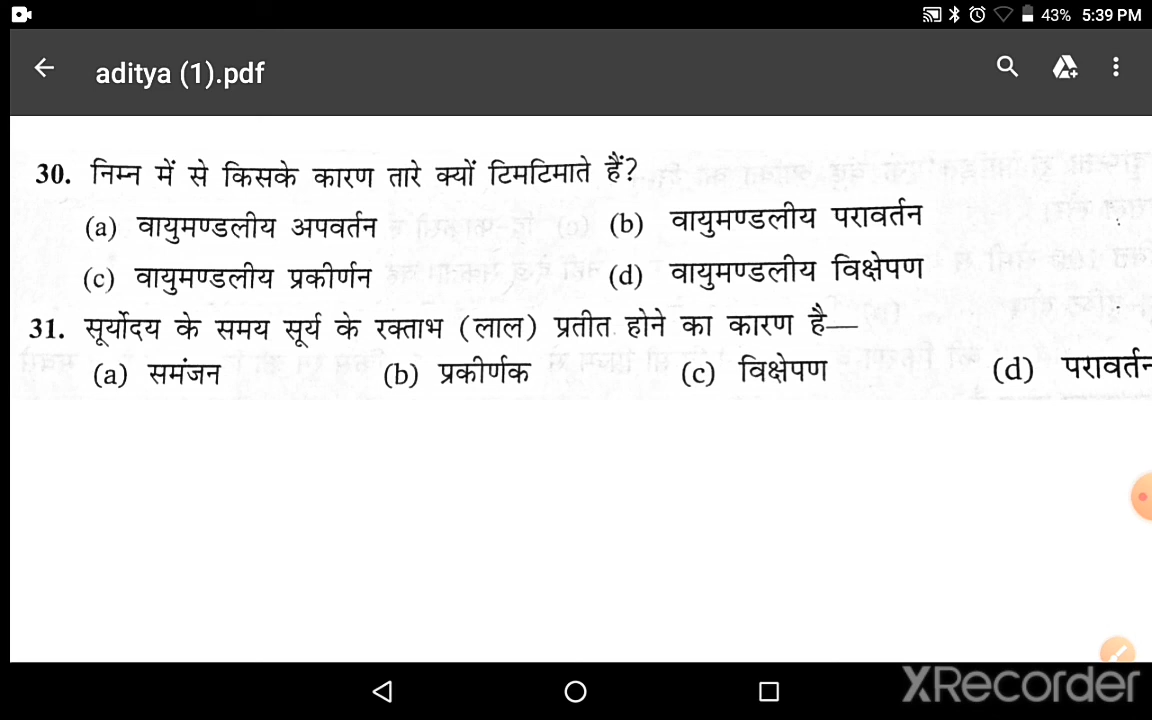 43% 5:39 PM
aditya (1).pdf
30. निम्न में से किसके कारण तारे क्यों टिमटिमाते हैं?
(a) वायुमण्डलीय अपवर्तन (b) वायुमण्डलीय परावर्तन
(c) वायुमण्डलीय प्रकीर्णन (d) वायुमण्डलीय विक्षेपण
31. सूर्योदय के समय सूर्य के रक्ताभ (लाल) प्रतीत होने का कारण है—
(a) समंजन (b) प्रकीर्णक (c) विक्षेपण (d) परावर्तन
XRecorder